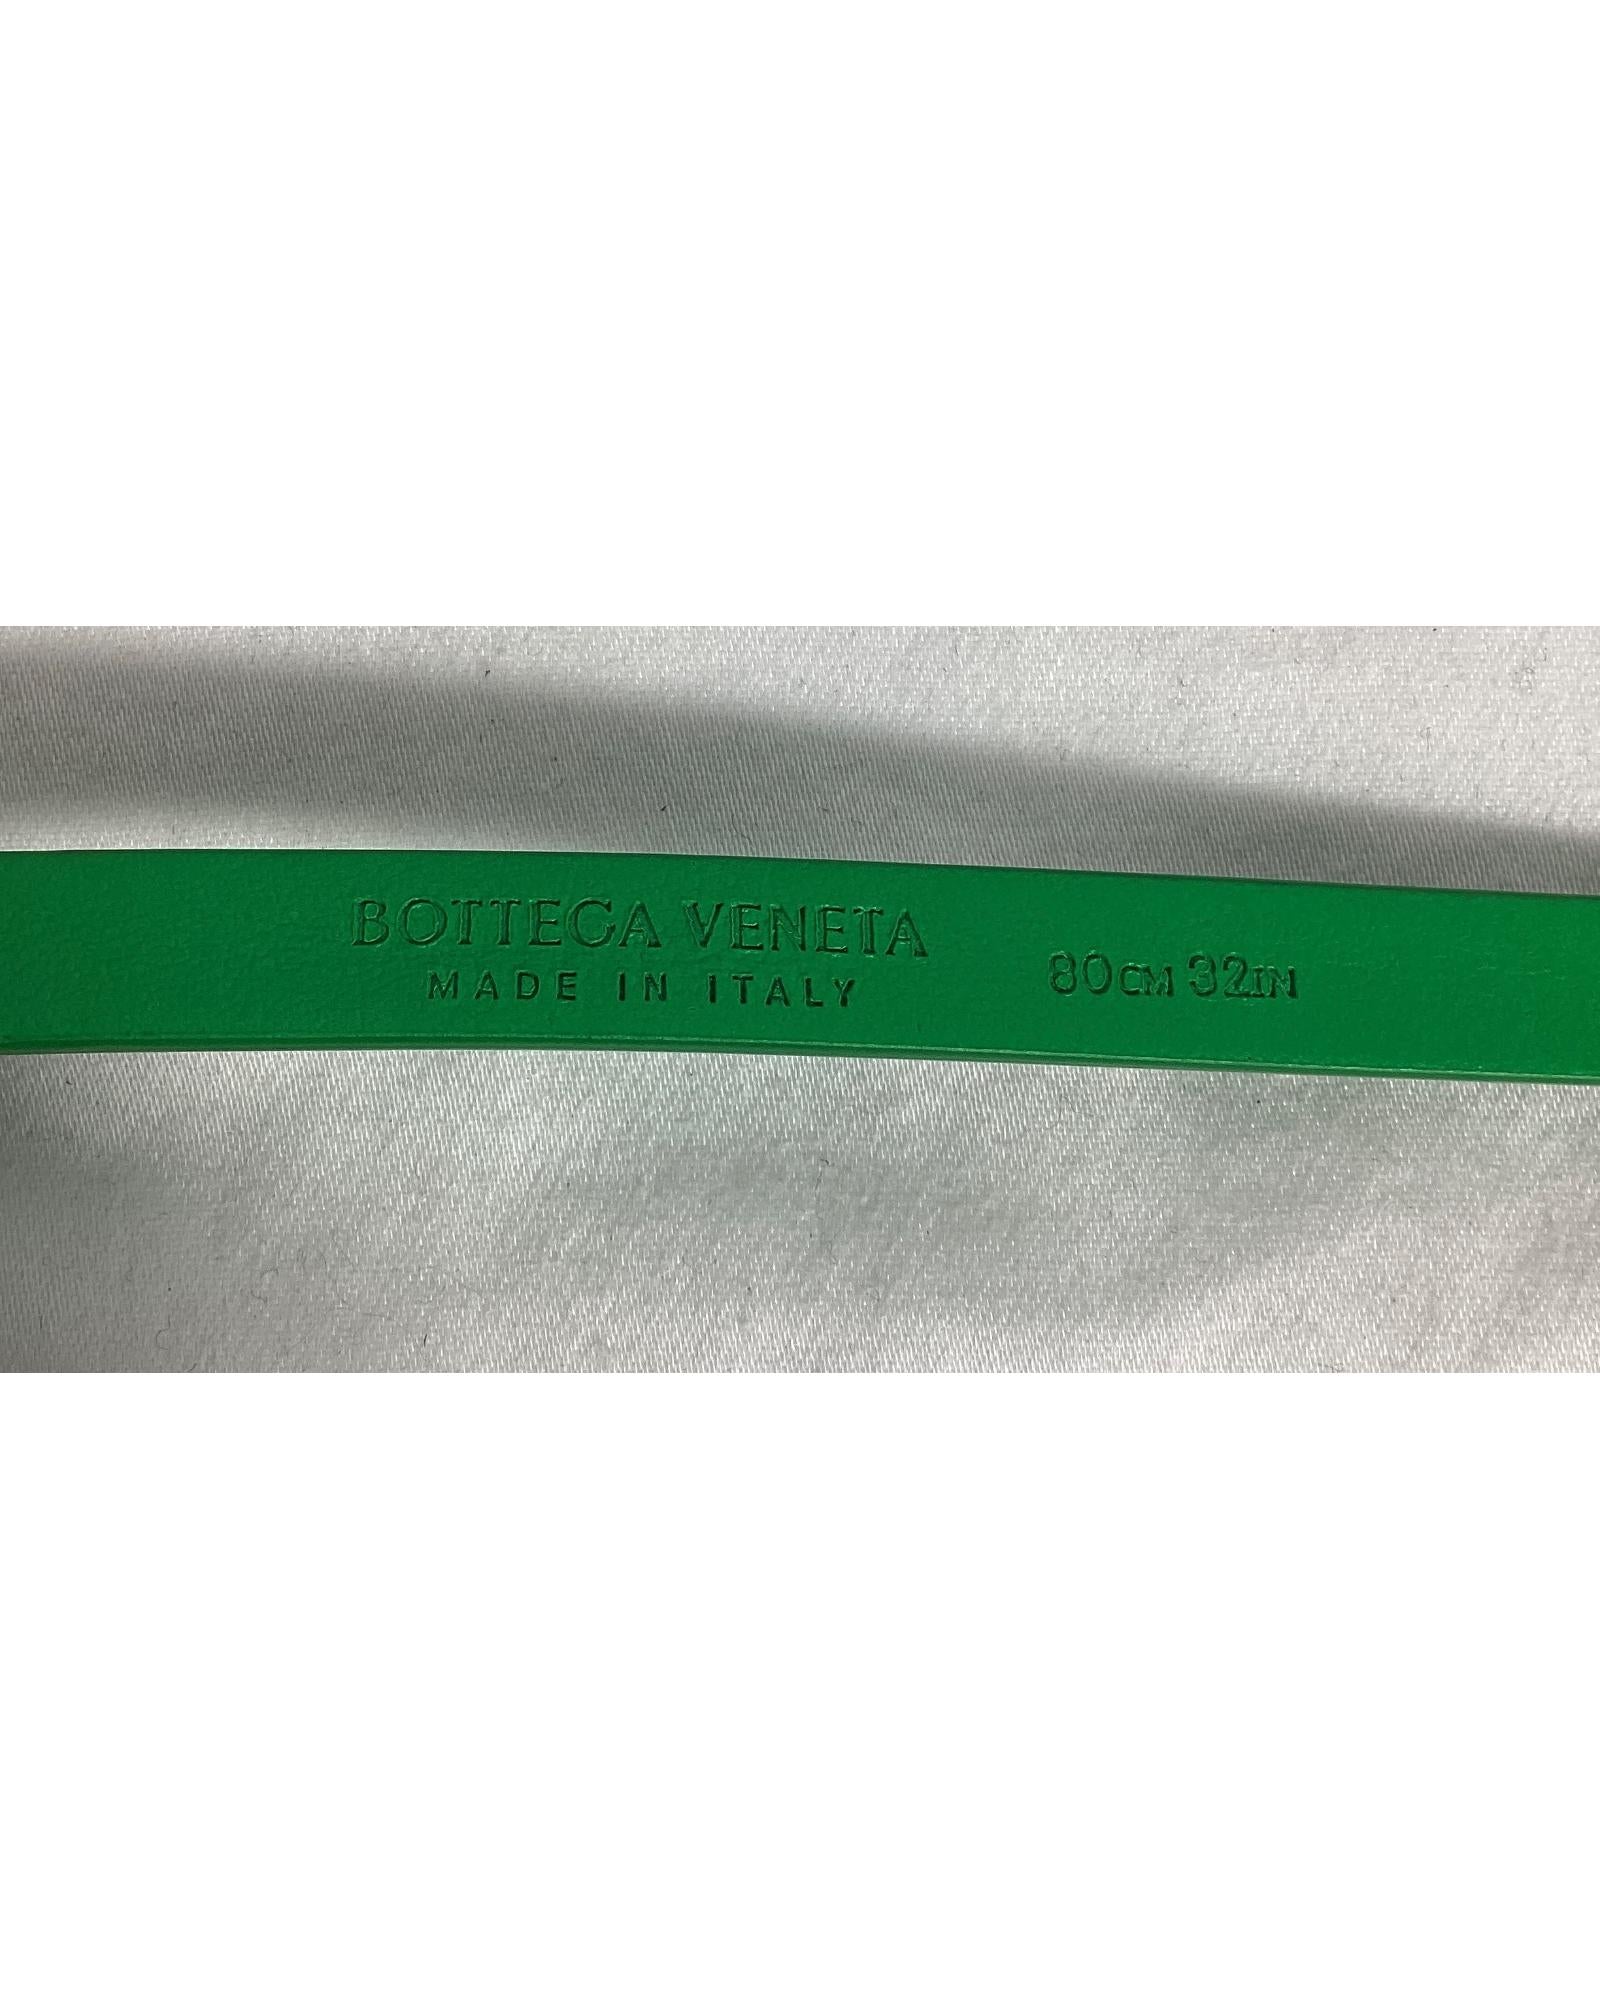 BOTTEGA VENETA
MADE IN ITALY
80CM 32IN